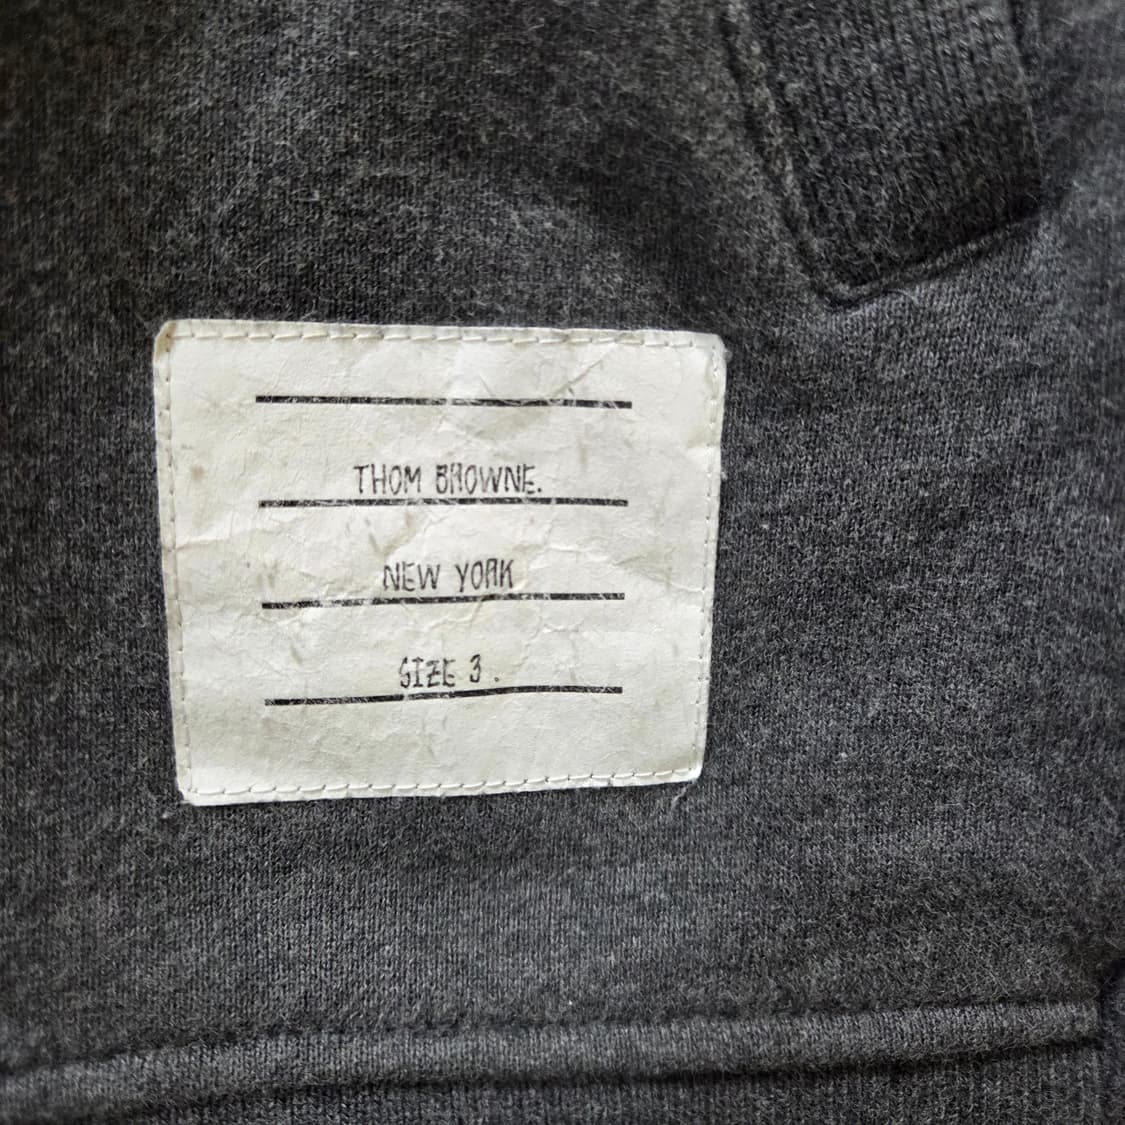 THOM BROWNE.
NEW YORK
SIZE 3 .